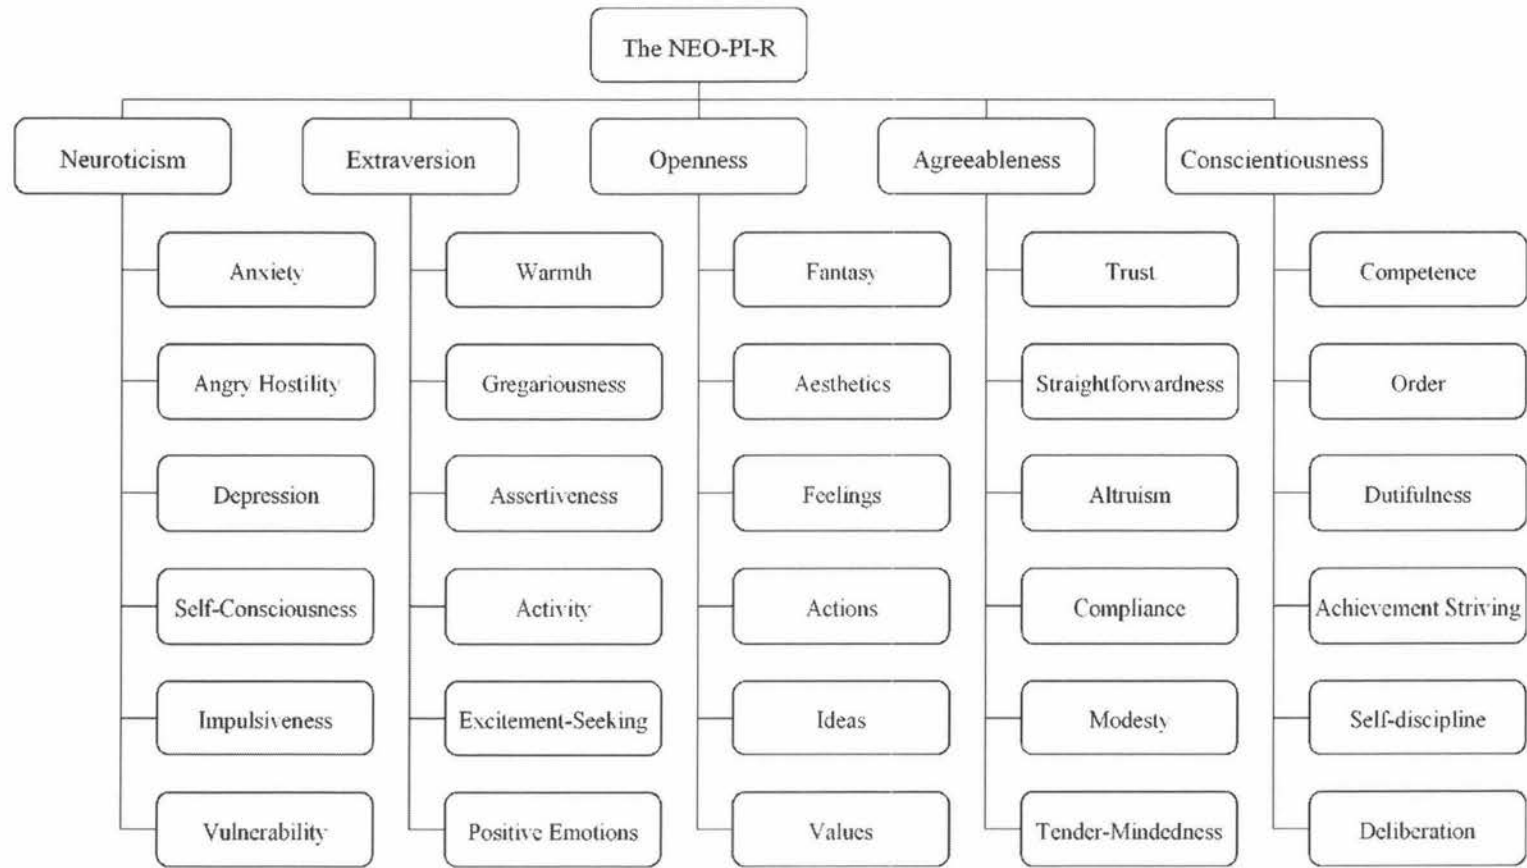 The NEO-PI-R
Neuroticism
Extraversion
Openness
Agreeableness
Conscientiousness
Anxiety
Warmth
Fantasy
Trust
Competence
Angry Hostility
Gregariousness
Aesthetics
Straightforwardness
Order
Depression
Assertiveness
Feelings
Altruism
Dutifulness
Self-Consciousness
Activity
Actions
Compliance
Achievement Striving
Impulsiveness
Excitement-Seeking
Ideas
Modesty
Self-discipline
Vulnerability
Positive Emotions
Values
Tender-Mindedness
Deliberation